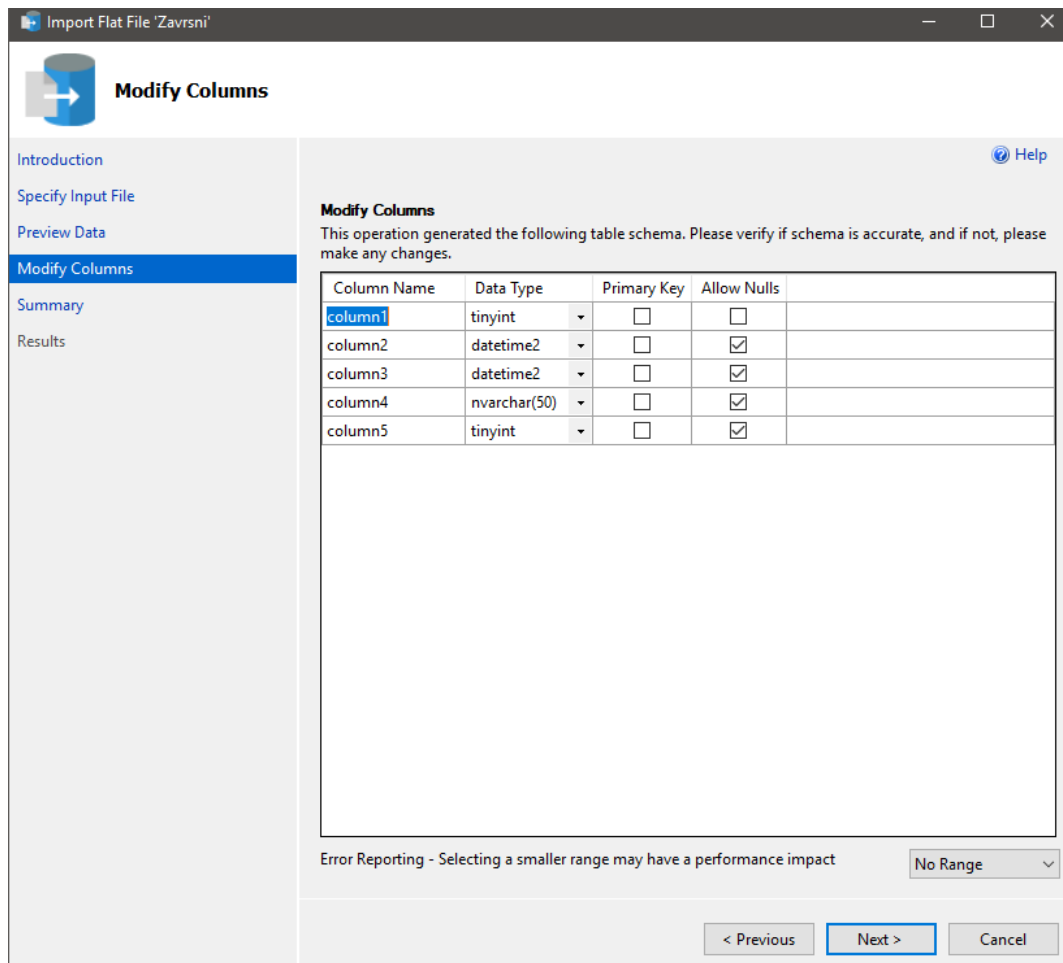 Import Flat File 'Zavrsni'
Modify Columns
Introduction
Specify Input File
Preview Data
Modify Columns
Summary
Results
Help
Modify Columns
This operation generated the following table schema. Please verify if schema is accurate, and if not, please
make any changes.
Column Name Data Type Primary Key Allow Nulls
column1 tinyint
column2 datetime2
column3 datetime2
column4 nvarchar(50)
column5 tinyint
Error Reporting - Selecting a smaller range may have a performance impact No Range
< Previous Next > Cancel